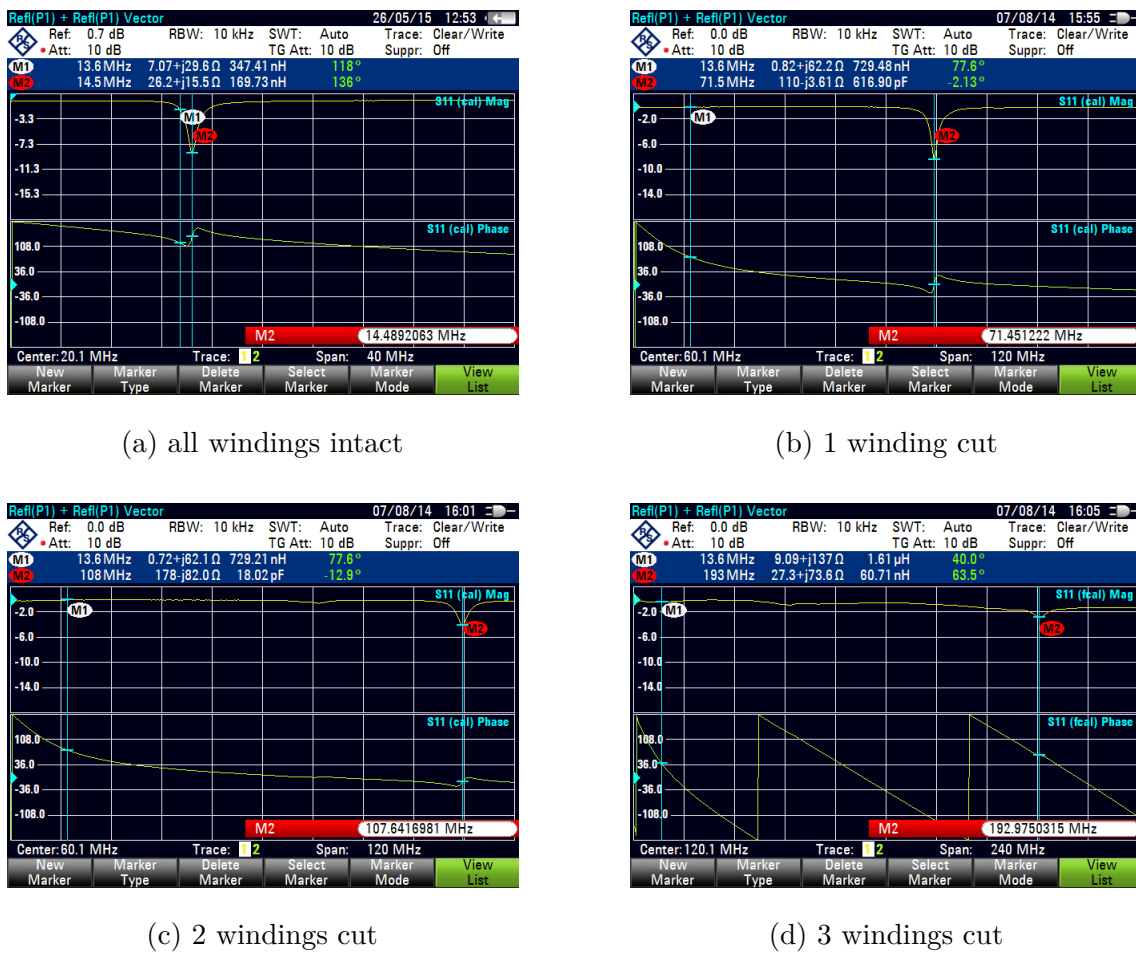 Refl(P1) + Refl(P1) Vector 26/05/15 12:53
Ref: 0.7 dB RBW: 10 kHz SWT: Auto Trace: Clear/Write
Att: 10 dB TG Att: 10 dB Suppr: Off
M1 13.6 MHz 7.07+j29.6 Ω 347.41 nH 118°
M2 14.5 MHz 26.2+j15.5 Ω 169.73 nH 136°
S11 (cal) Mag
-3.3
M1
M2
-7.3
-11.3
-15.3
S11 (cal) Phase
108.0
36.0
-36.0
-108.0
M2 14.4892063 MHz
Center: 20.1 MHz Trace: 1 2 Span: 40 MHz
New Marker Delete Select Marker View
Marker Type Marker Marker Mode List
(a) all windings intact
Refl(P1) + Refl(P1) Vector 07/08/14 15:55
Ref: 0.0 dB RBW: 10 kHz SWT: Auto Trace: Clear/Write
Att: 10 dB TG Att: 10 dB Suppr: Off
M1 13.6 MHz 0.82+j62.2 Ω 729.48 nH 77.6°
M2 71.5 MHz 110-j3.61 Ω 616.90 pF -2.13°
S11 (cal) Mag
-2.0
M1
M2
-6.0
-10.0
-14.0
S11 (cal) Phase
108.0
36.0
-36.0
-108.0
M2 71.451222 MHz
Center: 60.1 MHz Trace: 1 2 Span: 120 MHz
New Marker Delete Select Marker View
Marker Type Marker Marker Mode List
(b) 1 winding cut
Refl(P1) + Refl(P1) Vector 07/08/14 16:01
Ref: 0.0 dB RBW: 10 kHz SWT: Auto Trace: Clear/Write
Att: 10 dB TG Att: 10 dB Suppr: Off
M1 13.6 MHz 0.72+j62.1 Ω 729.21 nH 77.6°
M2 108 MHz 178-j82.0 Ω 18.02 pF -12.9°
S11 (cal) Mag
-2.0
M1
M2
-6.0
-10.0
-14.0
S11 (cal) Phase
108.0
36.0
-36.0
-108.0
M2 107.6416981 MHz
Center: 60.1 MHz Trace: 1 2 Span: 120 MHz
New Marker Delete Select Marker View
Marker Type Marker Marker Mode List
(c) 2 windings cut
Refl(P1) + Refl(P1) Vector 07/08/14 16:05
Ref: 0.0 dB RBW: 10 kHz SWT: Auto Trace: Clear/Write
Att: 10 dB TG Att: 10 dB Suppr: Off
M1 13.6 MHz 9.09+j137 Ω 1.61 µH 40.0°
M2 193 MHz 27.3+j73.6 Ω 60.71 nH 63.5°
S11 (fcal) Mag
-2.0
M1
M2
-6.0
-10.0
-14.0
S11 (fcal) Phase
108.0
36.0
-36.0
-108.0
M2 192.9750315 MHz
Center: 120.1 MHz Trace: 1 2 Span: 240 MHz
New Marker Delete Select Marker View
Marker Type Marker Marker Mode List
(d) 3 windings cut